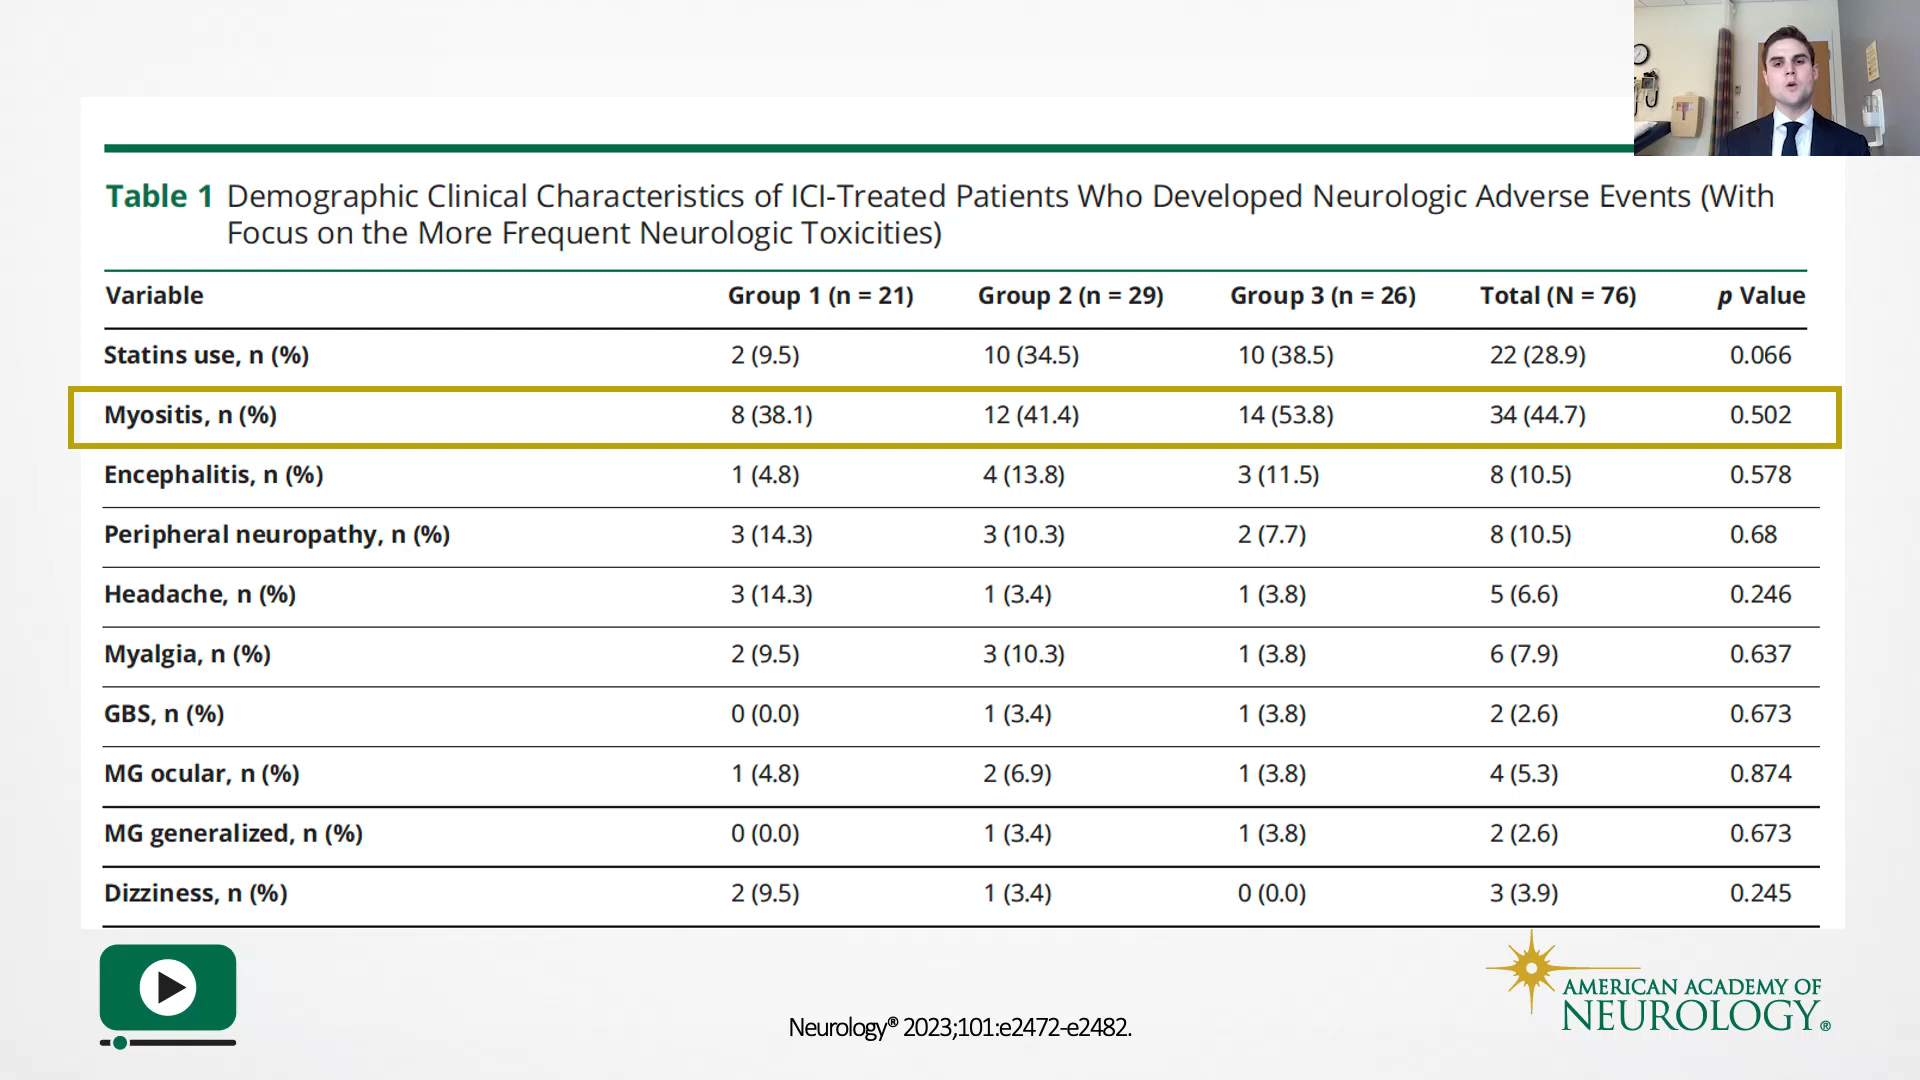 Table 1 Demographic Clinical Characteristics of ICI-Treated Patients Who Developed Neurologic Adverse Events (With
Focus on the More Frequent Neurologic Toxicities)
Variable Group 1 (n = 21) Group 2 (n = 29) Group 3 (n = 26) Total (N = 76) p Value
Statins use, n (%) 2 (9.5) 10 (34.5) 10 (38.5) 22 (28.9) 0.066
Myositis, n (%) 8 (38.1) 12 (41.4) 14 (53.8) 34 (44.7) 0.502
Encephalitis, n (%) 1 (4.8) 4 (13.8) 3 (11.5) 8 (10.5) 0.578
Peripheral neuropathy, n (%) 3 (14.3) 3 (10.3) 2 (7.7) 8 (10.5) 0.68
Headache, n (%) 3 (14.3) 1 (3.4) 1 (3.8) 5 (6.6) 0.246
Myalgia, n (%) 2 (9.5) 3 (10.3) 1 (3.8) 6 (7.9) 0.637
GBS, n (%) 0 (0.0) 1 (3.4) 1 (3.8) 2 (2.6) 0.673
MG ocular, n (%) 1 (4.8) 2 (6.9) 1 (3.8) 4 (5.3) 0.874
MG generalized, n (%) 0 (0.0) 1 (3.4) 1 (3.8) 2 (2.6) 0.673
Dizziness, n (%) 2 (9.5) 1 (3.4) 0 (0.0) 3 (3.9) 0.245
Neurology® 2023;101:e2472-e2482.
AMERICAN ACADEMY OF
NEUROLOGY®